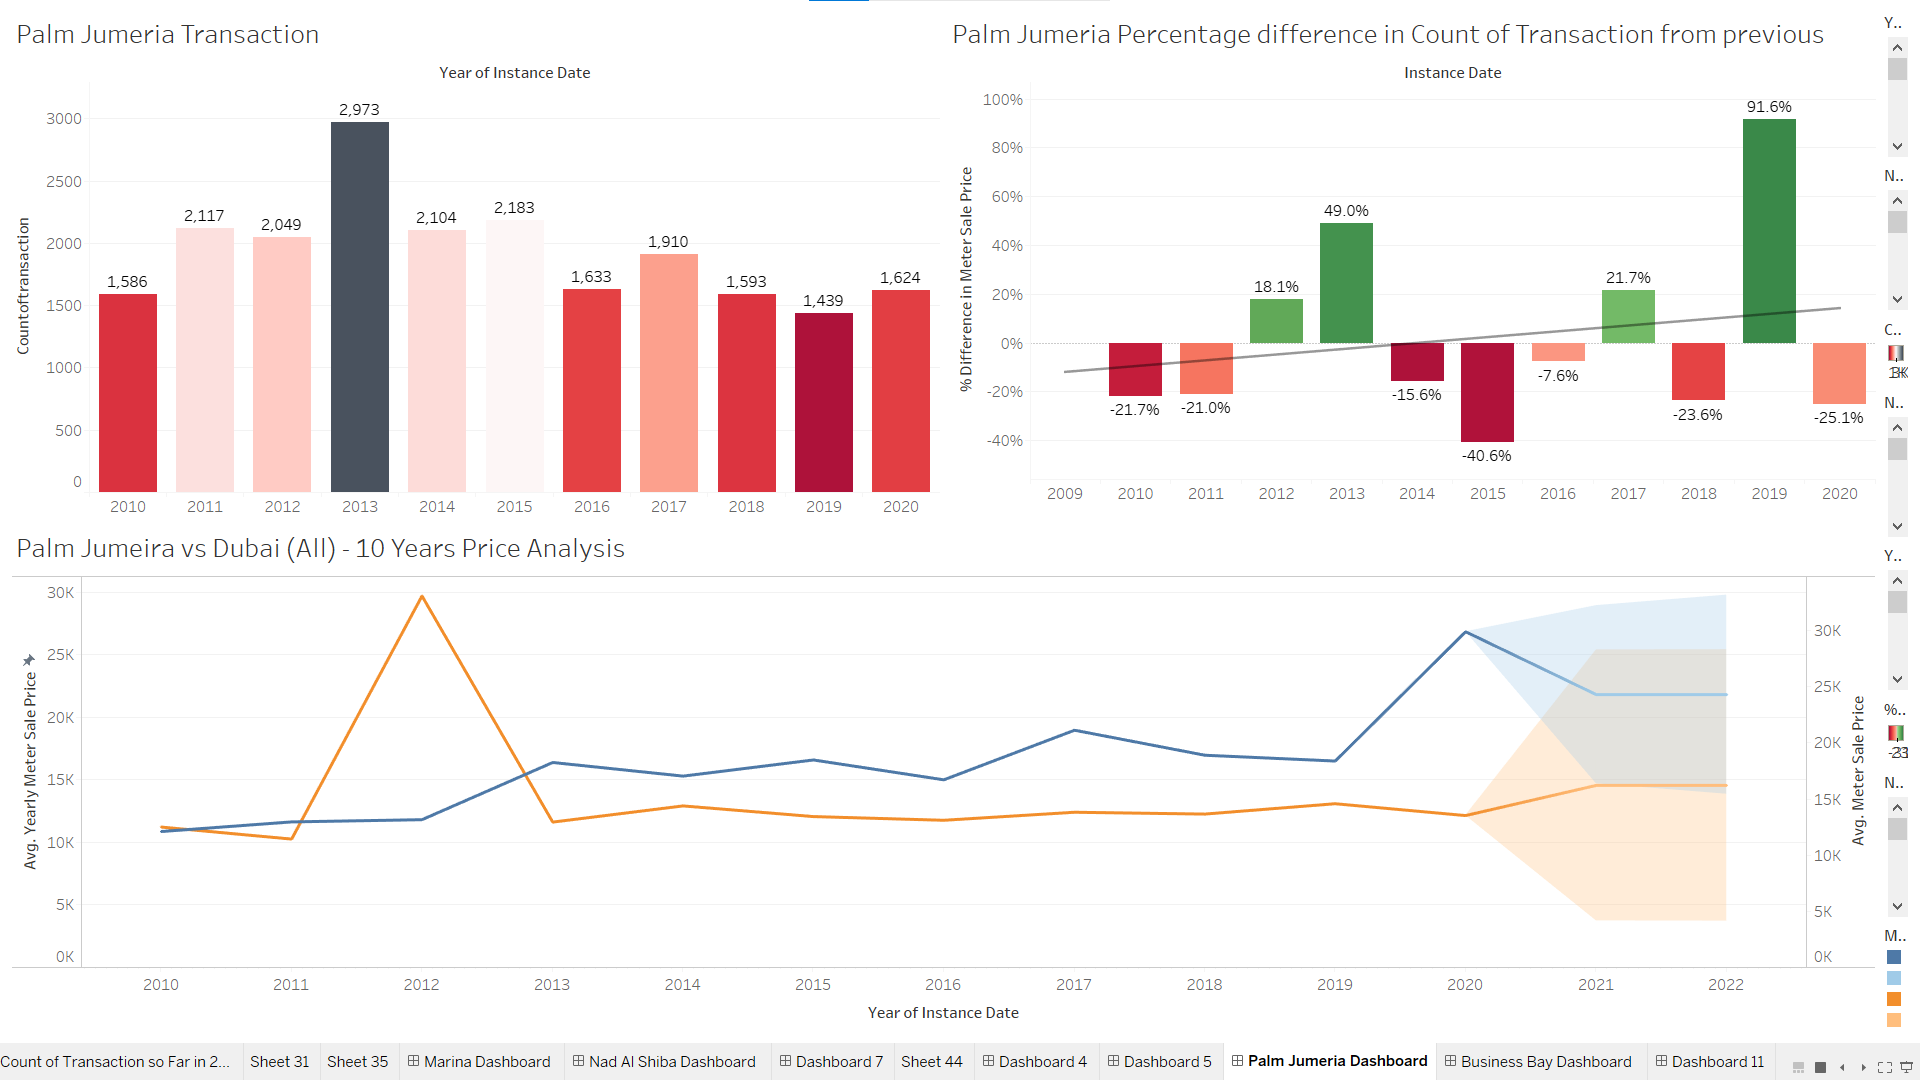 Palm Jumeria Transaction
Year of Instance Date
Countoftransaction
3000
2500
2000
1500
1000
500
0
1,586
2,117
2,049
2,973
2,104
2,183
1,633
1,910
1,593
1,439
1,624
2010
2011
2012
2013
2014
2015
2016
2017
2018
2019
2020
Palm Jumeria Percentage difference in Count of Transaction from previous
Instance Date
% Difference in Meter Sale Price
100%
80%
60%
40%
20%
0%
-20%
-40%
-21.7%
-21.0%
18.1%
49.0%
-15.6%
-40.6%
-7.6%
21.7%
-23.6%
91.6%
-25.1%
2009
2010
2011
2012
2013
2014
2015
2016
2017
2018
2019
2020
Palm Jumeira vs Dubai (All) - 10 Years Price Analysis
Avg. Yearly Meter Sale Price
30K
25K
20K
15K
10K
5K
0K
30K
25K
20K
15K
10K
5K
0K
Avg. Meter Sale Price
2010
2011
2012
2013
2014
2015
2016
2017
2018
2019
2020
2021
2022
Year of Instance Date
Y..
N..
C..
N..
Y..
%..
N..
M..
Count of Transaction so Far in 2...
Sheet 31
Sheet 35
Marina Dashboard
Nad Al Shiba Dashboard
Dashboard 7
Sheet 44
Dashboard 4
Dashboard 5
Palm Jumeria Dashboard
Business Bay Dashboard
Dashboard 11